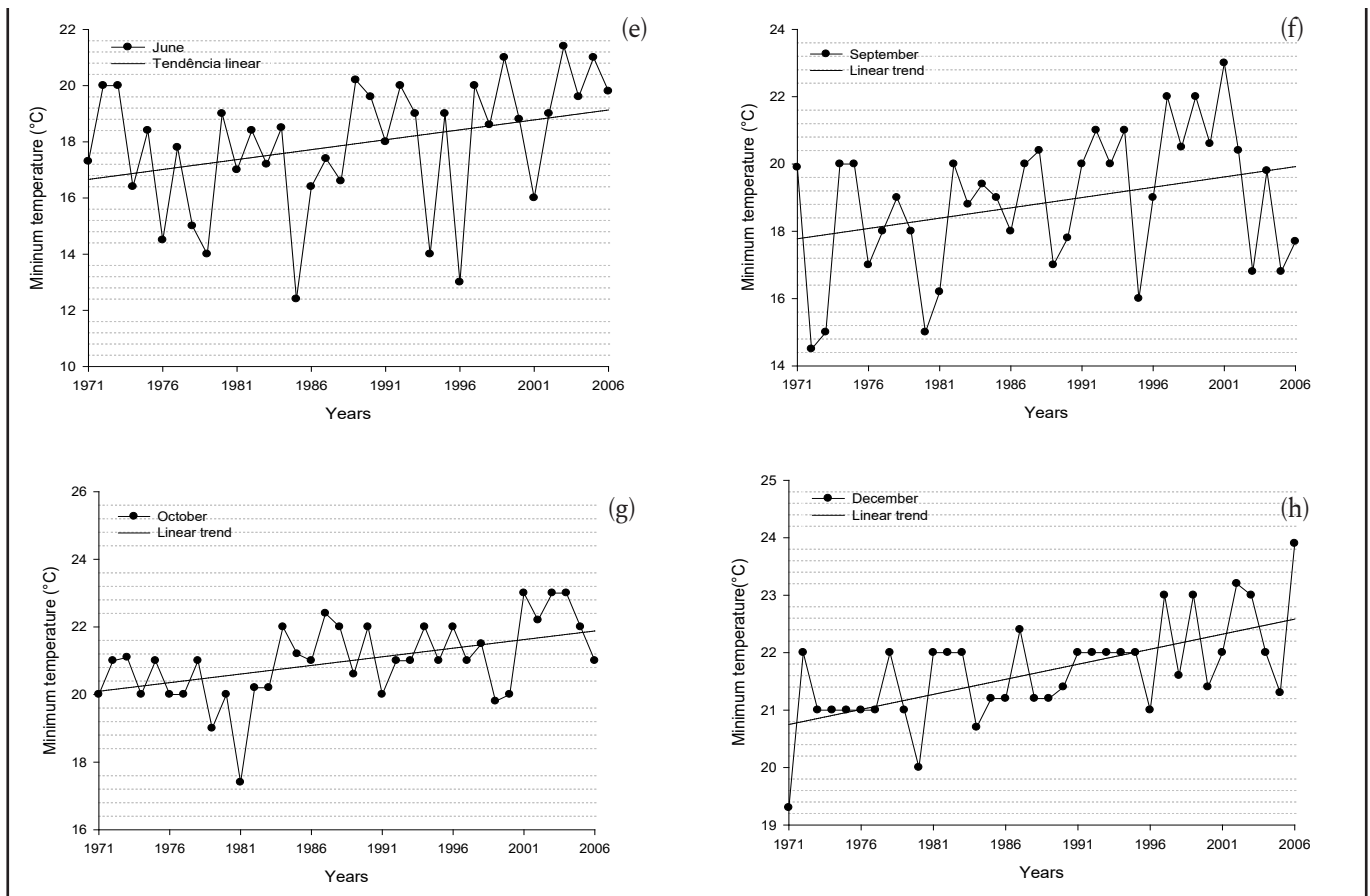 (e)
June
Tendência linear
Mininum temperature (°C)
22
20
18
16
14
12
10
1971 1976 1981 1986 1991 1996 2001 2006
Years
(f)
September
Linear trend
Minimum temperature (°C)
24
22
20
18
16
14
1971 1976 1981 1986 1991 1996 2001 2006
Years
(g)
October
Linear trend
Minimum temperature (°C)
26
24
22
20
18
16
1971 1976 1981 1986 1991 1996 2001 2006
Years
(h)
December
Linear trend
Minimum temperature(°C)
25
24
23
22
21
20
19
1971 1976 1981 1986 1991 1996 2001 2006
Years